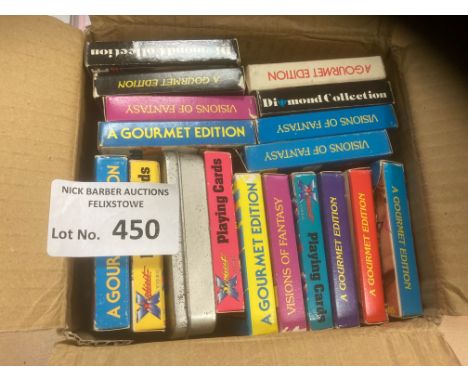 Diamond Collection
A GOURMET EDITION
VISIONS OF FANTASY
A GOURMET EDITION
A GOURMET EDITION
Diamond Collection
VISIONS OF FANTASY
VISIONS OF FANTASY
NICK BARBER AUCTIONS
FELIXSTOWE
Lot No. 450
A GOU
ds
Playing Cards
A GOURMET EDITION
VISIONS OF FANTASY
Playing Cards
A GOURMET EDITION
A GOURMET EDITION
A GOURMET EDITION